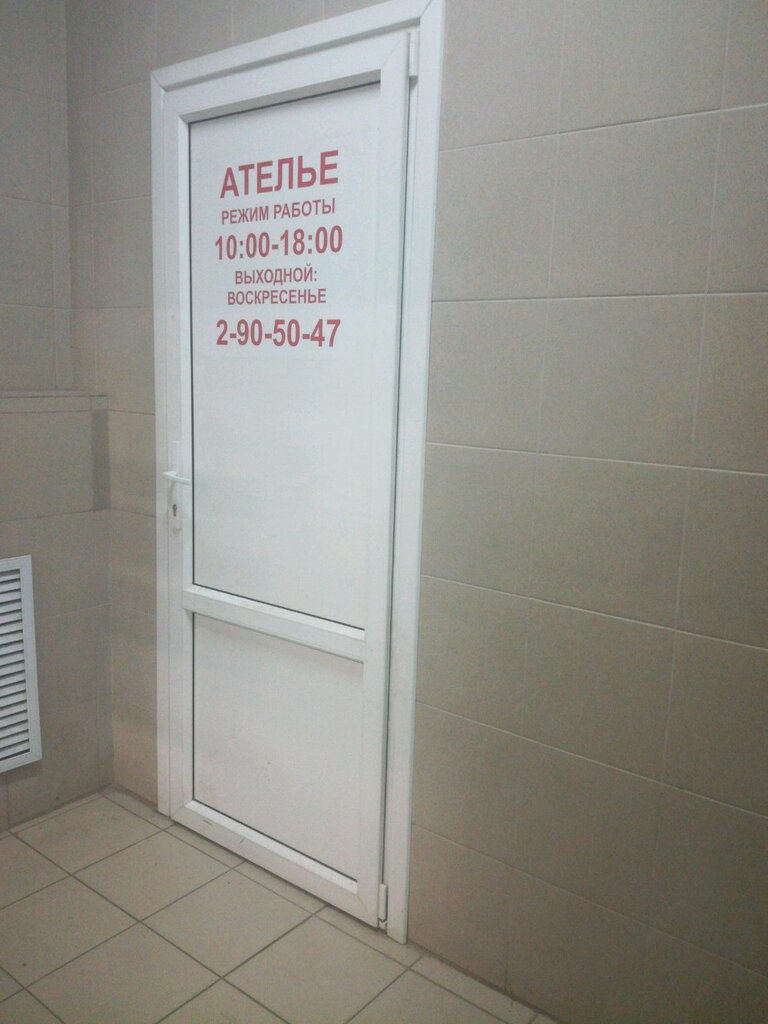 АТЕЛЬЕ
РЕЖИМ РАБОТЫ
10:00-18:00
ВЫХОДНОЙ:
ВОСКРЕСЕНЬЕ
2-90-50-47